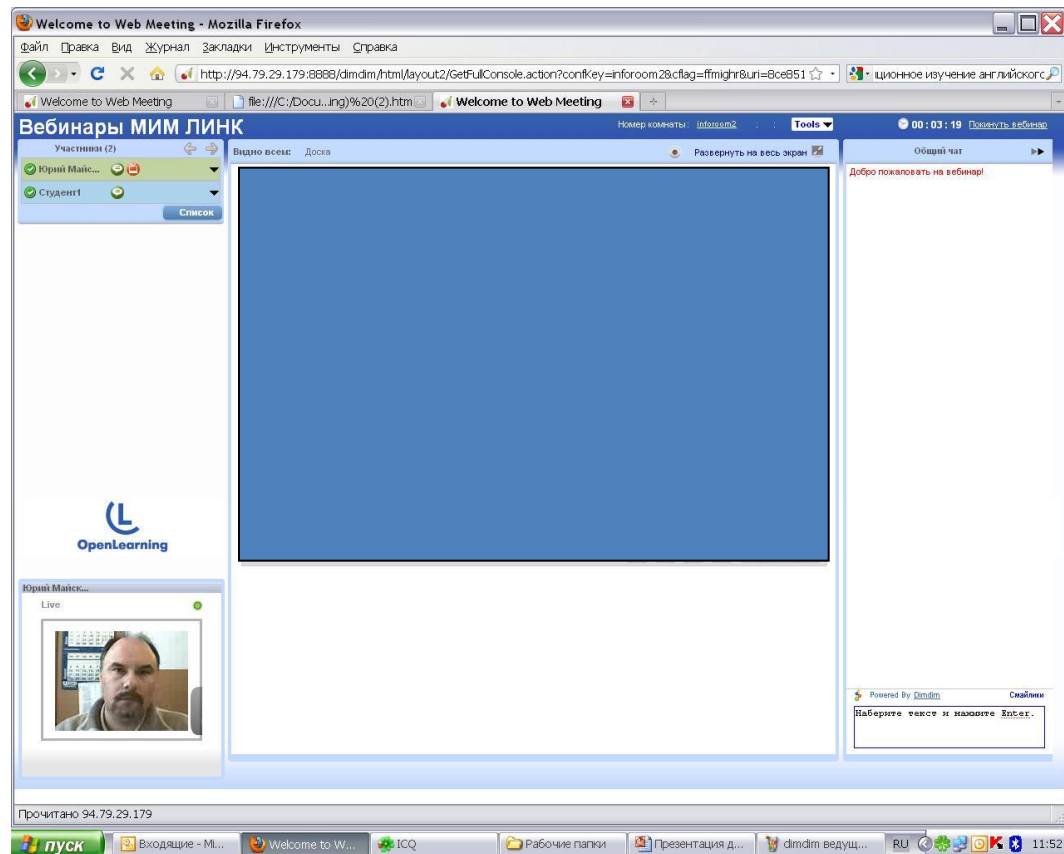 Welcome to Web Meeting - Mozilla Firefox
Файл Правка Вид Журнал Закладки Инструменты Справка
http://94.79.29.179:8888/dimdim/html/layout2/GetFullConsole.action?confKey=inforoom2&cflag=ffmighr&uri=8ce851
ционное изучение английског
Welcome to Web Meeting
file:///C:/Docu...ing)%20(2).htm
Welcome to Web Meeting
Вебинары МИМ ЛИНК
Номер комнаты: inforoom2 : :
Tools
00:03:19 Покинуть вебинар
Участники (2)
Юрий Майс...
Студент1
Список
Видно всем: Доска
Развернуть на весь экран
Общий чат
Добро пожаловать на вебинар!
OpenLearning
Юрий Майск...
Live
Powered By Dimdim
Смайлики
Наберите текст и нажмите Enter.
Прочитано 94.79.29.179
пуск
Входящие - Mi...
Welcome to W...
ICQ
Рабочие папки
Презентация д...
dimdim ведущ...
RU
11:52